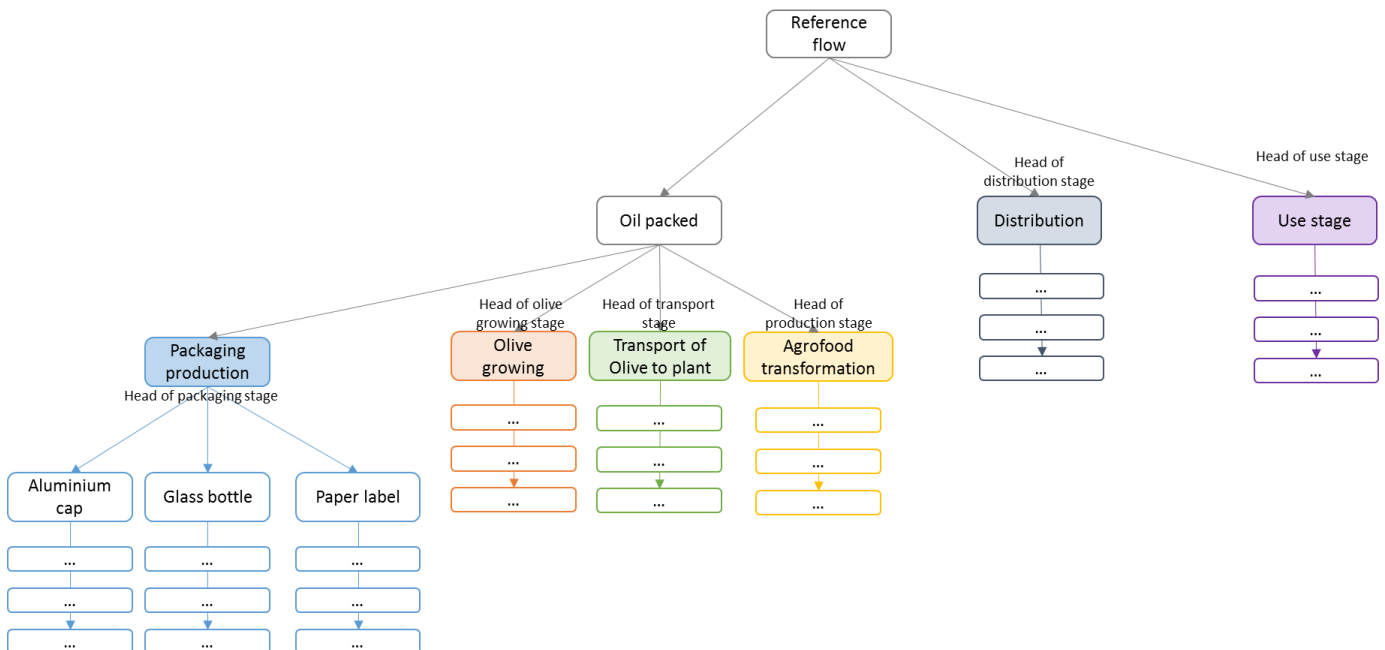 Reference
flow
Head of use stage
Head of
distribution stage
Oil packed
Distribution
Use stage
...
...
...
...
...
...
Head of olive
growing stage
Head of transport
stage
Head of
production stage
Packaging
production
Olive
growing
Transport of
Olive to plant
Agrofood
transformation
Head of packaging stage
...
...
...
...
...
...
...
...
...
Aluminium
cap
Glass bottle
Paper label
...
...
...
...
...
...
...
...
...